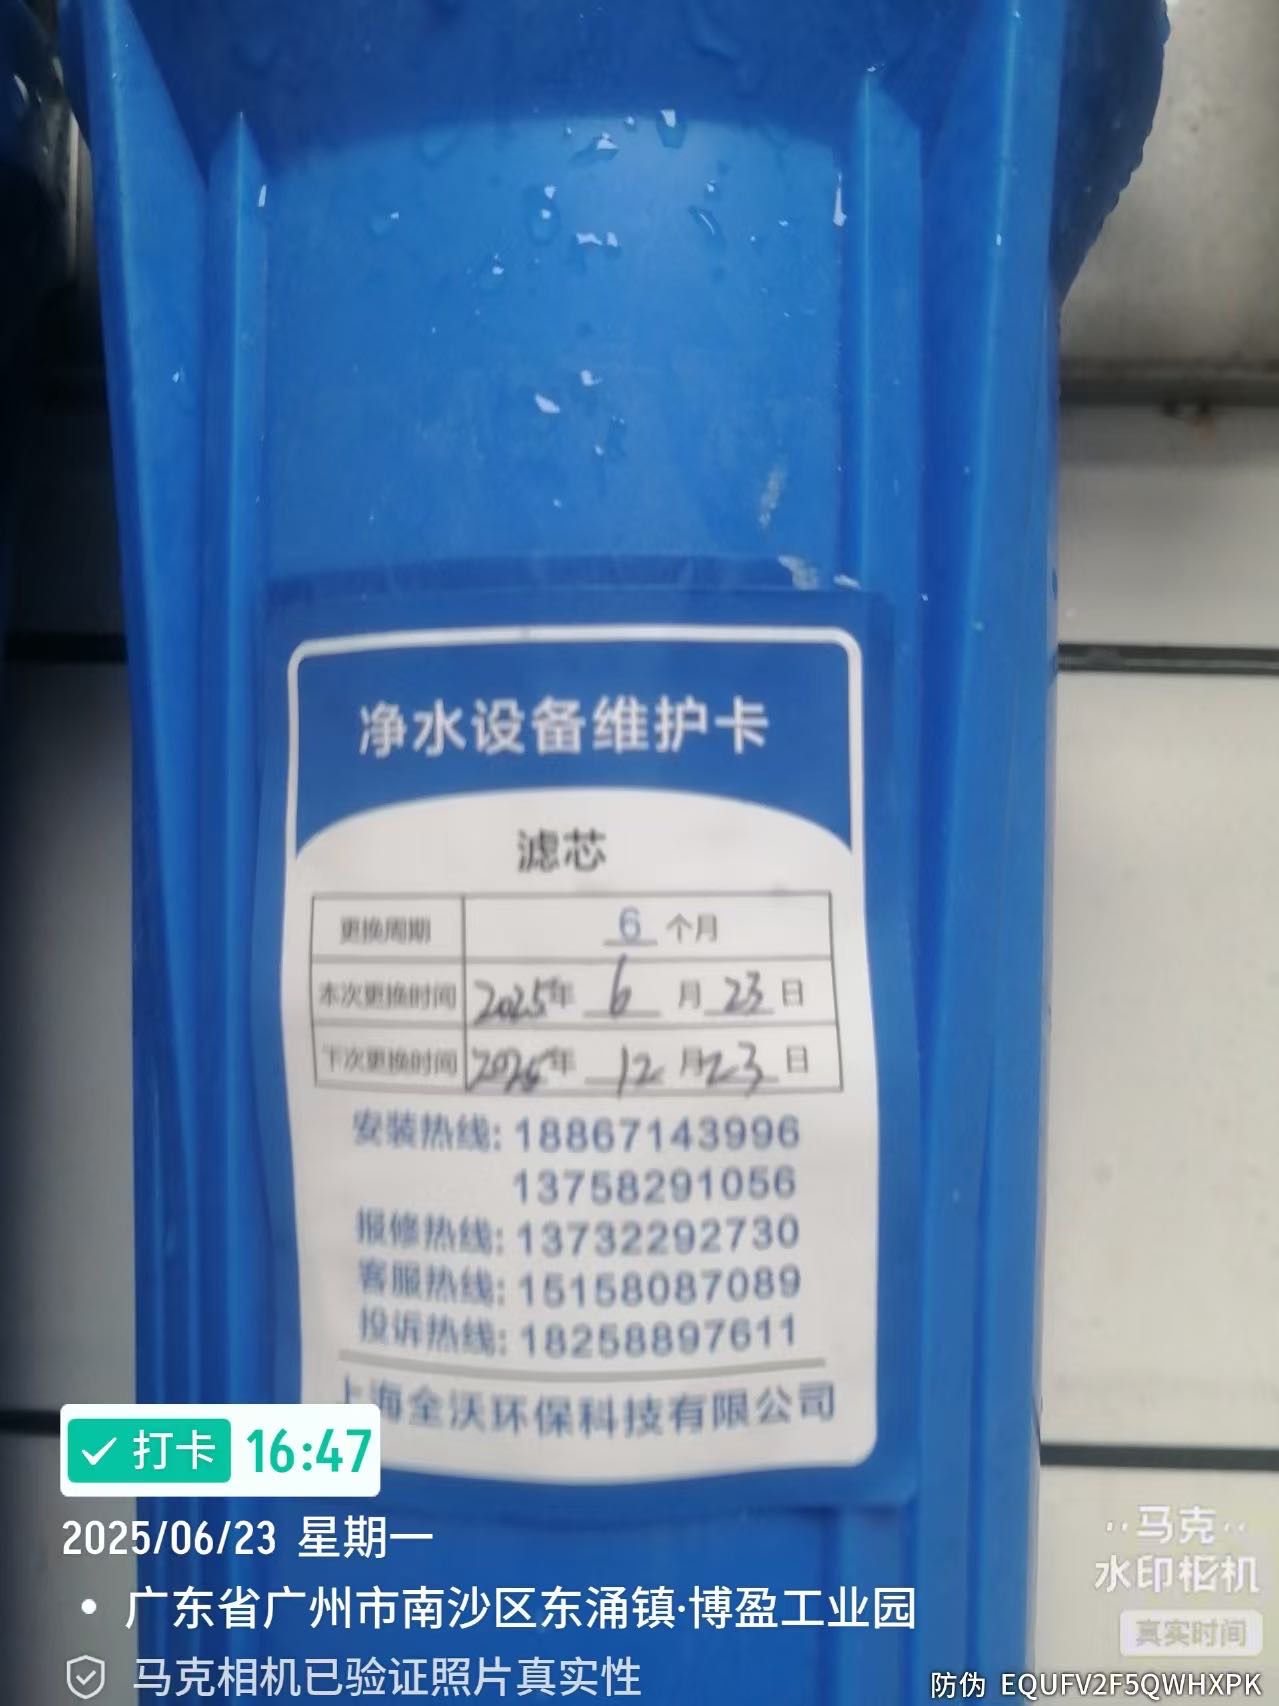 净水设备维护卡
滤芯
更换周期 6 个月
本次更换时间 2025年 6 月 23 日
下次更换时间 2025年 12 月 23 日
安装热线: 18867143996
13758291056
报修热线: 13732292730
客服热线: 15158087089
投诉热线: 18258897611
上海全沃环保科技有限公司
打卡 16:47
2025/06/23 星期一
广东省广州市南沙区东涌镇·博盈工业园
马克相机已验证照片真实性
马克
水印相机
真实时间
防伪 EQUFV2F5QWHXPK